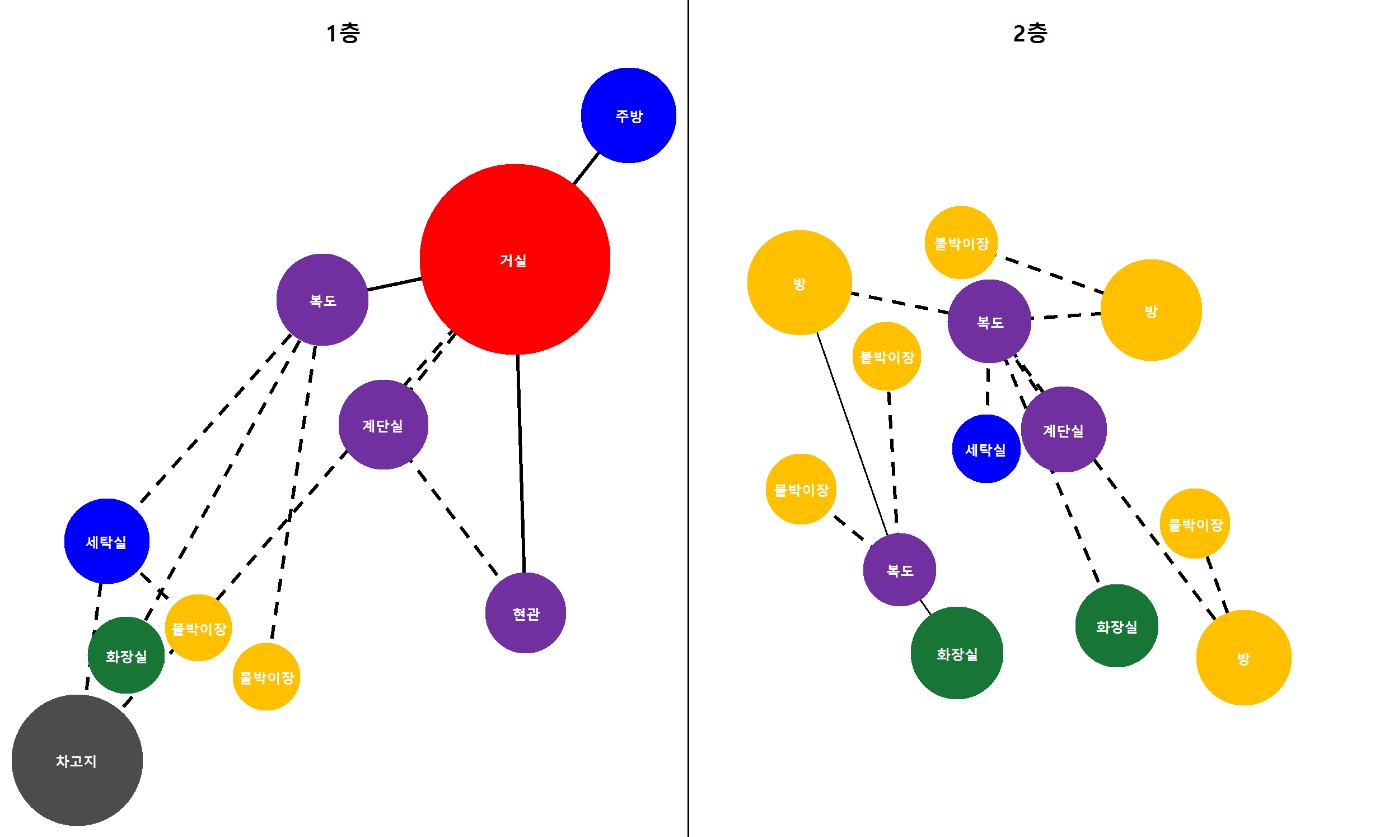 1층
주방
거실
복도
계단실
세탁실
현관
화장실
붙박이장
붙박이장
차고지
2층
붙박이장
방
방
복도
붙박이장
계단실
세탁실
붙박이장
붙박이장
복도
화장실
화장실
방